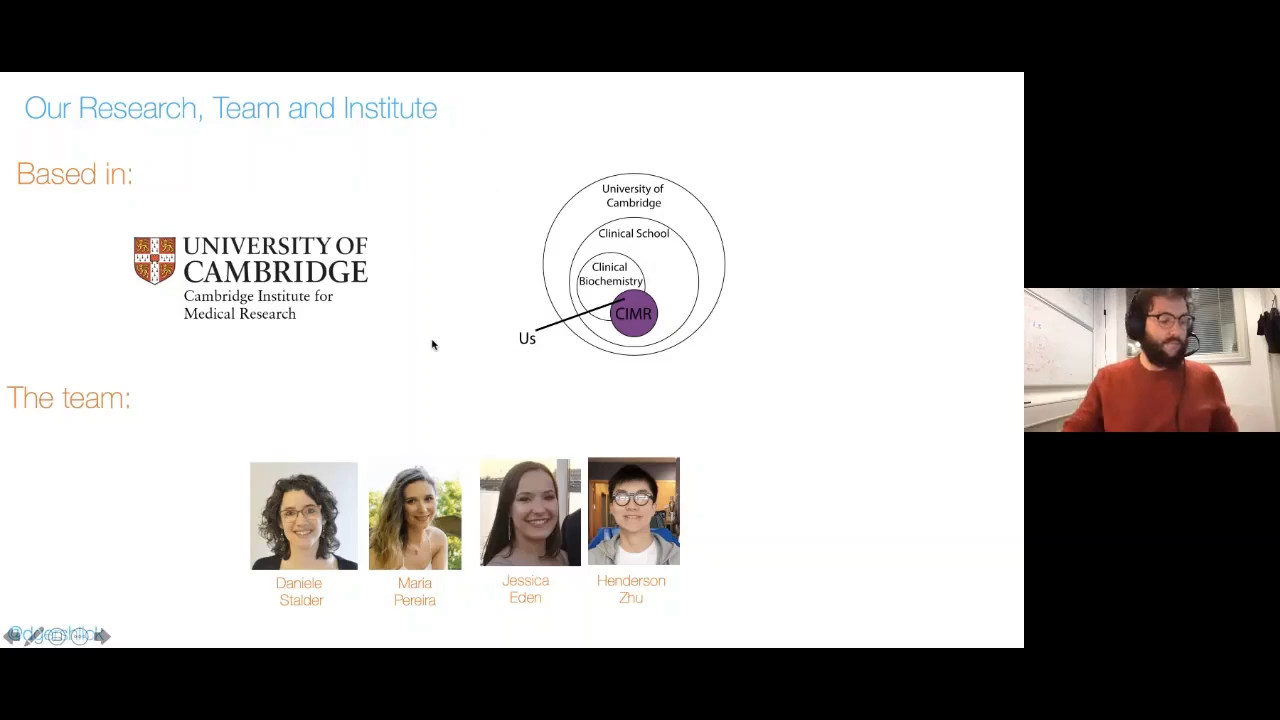 Our Research, Team and Institute
Based in:
UNIVERSITY OF
CAMBRIDGE
Cambridge Institute for
Medical Research
University of
Cambridge
Clinical School
Clinical
Biochemistry
CIMR
Us
The team:
Daniele
Stalder
Maria
Pereira
Jessica
Eden
Henderson
Zhu